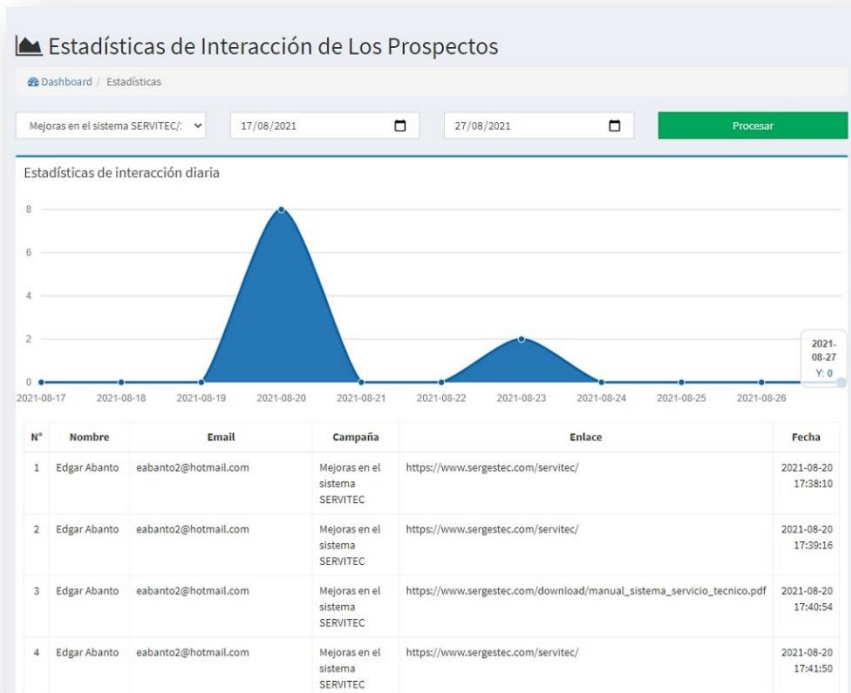 Estadísticas de Interacción de Los Prospectos
Dashboard / Estadísticas
Mejoras en el sistema SERVITEC/: 17/08/2021 27/08/2021 Procesar
Estadísticas de interacción diaria
8
6
4
2
0
2021-08-27
Y: 0
2021-08-17 2021-08-18 2021-08-19 2021-08-20 2021-08-21 2021-08-22 2021-08-23 2021-08-24 2021-08-25 2021-08-26
N° Nombre Email Campaña Enlace Fecha
1 Edgar Abanto eabanto2@hotmail.com Mejoras en el sistema SERVITEC https://www.sergestec.com/servitec/ 2021-08-20 17:38:10
2 Edgar Abanto eabanto2@hotmail.com Mejoras en el sistema SERVITEC https://www.sergestec.com/servitec/ 2021-08-20 17:39:16
3 Edgar Abanto eabanto2@hotmail.com Mejoras en el sistema SERVITEC https://www.sergestec.com/download/manual_sistema_servicio_tecnico.pdf 2021-08-20 17:40:54
4 Edgar Abanto eabanto2@hotmail.com Mejoras en el sistema SERVITEC https://www.sergestec.com/servitec/ 2021-08-20 17:41:50